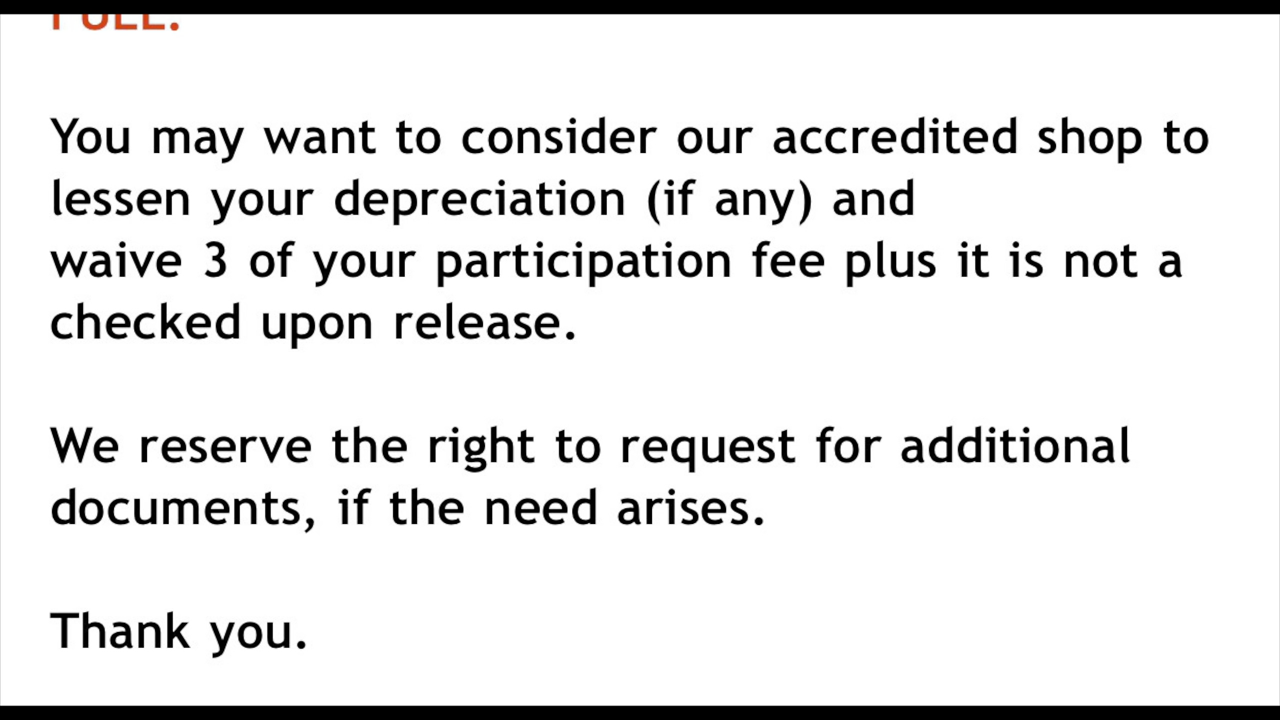 FULL.
You may want to consider our accredited shop to
lessen your depreciation (if any) and
waive 3 of your participation fee plus it is not a
checked upon release.
We reserve the right to request for additional
documents, if the need arises.
Thank you.